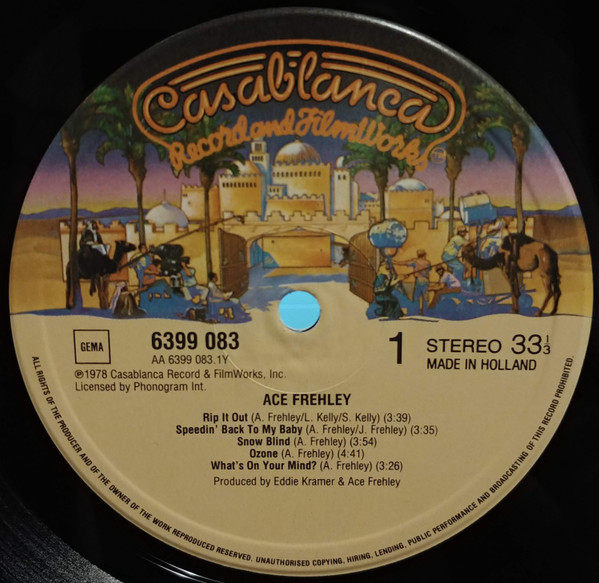 Casablanca
Record and FilmWorks
GEMA
6399 083
AA 6399 083.1Y
℗1978 Casablanca Record & FilmWorks, Inc.
Licensed by Phonogram Int.
1
STEREO 33 1/3
MADE IN HOLLAND
ACE FREHLEY
Rip It Out (A. Frehley/L. Kelly/S. Kelly) (3:39)
Speedin' Back To My Baby (A. Frehley/J. Frehley) (3:35)
Snow Blind (A. Frehley) (3:54)
Ozone (A. Frehley) (4:41)
What's On Your Mind? (A. Frehley) (3:26)
Produced by Eddie Kramer & Ace Frehley
ALL RIGHTS OF THE PRODUCER AND OF THE OWNER OF THE WORK REPRODUCED RESERVED. UNAUTHORISED COPYING, HIRING, LENDING, PUBLIC PERFORMANCE AND BROADCASTING OF THIS RECORD PROHIBITED.